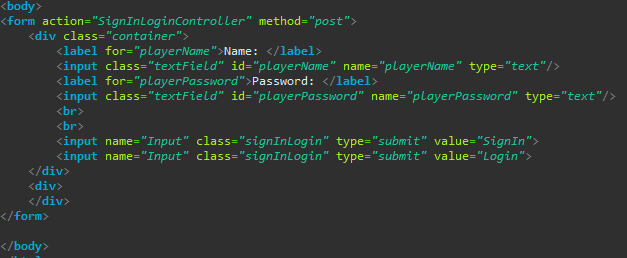 <body>
<form action="SignInLoginController" method="post">
    <div class="container">
        <label for="playerName">Name: </label>
        <input class="textField" id="playerName" name="playerName" type="text"/>
        <label for="playerPassword">Password: </label>
        <input class="textField" id="playerPassword" name="playerPassword" type="text"/>
        <br>
        <br>
        <input name="Input" class="signInLogin" type="submit" value="SignIn">
        <input name="Input" class="signInLogin" type="submit" value="Login">
    </div>
    <div>
    </div>
</form>

</body>